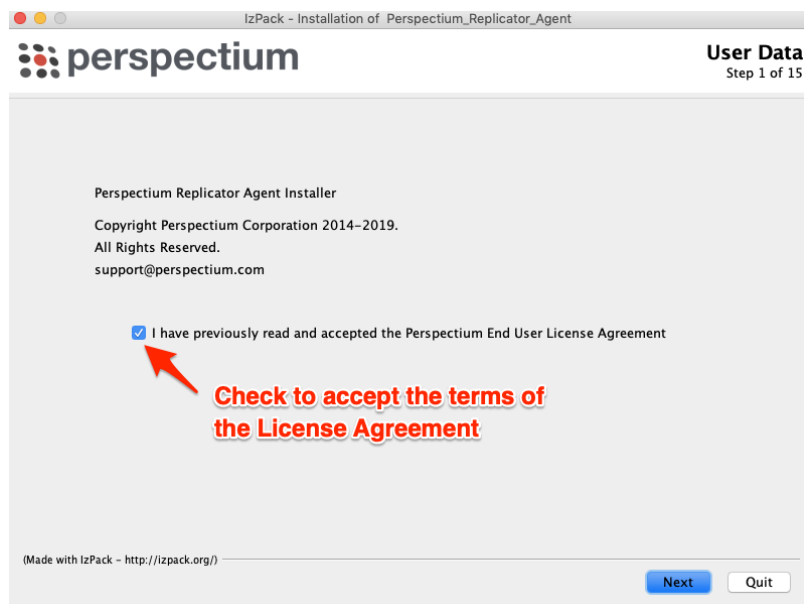 IzPack - Installation of Perspectium_Replicator_Agent
perspectium
User Data
Step 1 of 15
Perspectium Replicator Agent Installer
Copyright Perspectium Corporation 2014-2019.
All Rights Reserved.
support@perspectium.com
I have previously read and accepted the Perspectium End User License Agreement
Check to accept the terms of
the License Agreement
(Made with IzPack - http://izpack.org/)
Next Quit